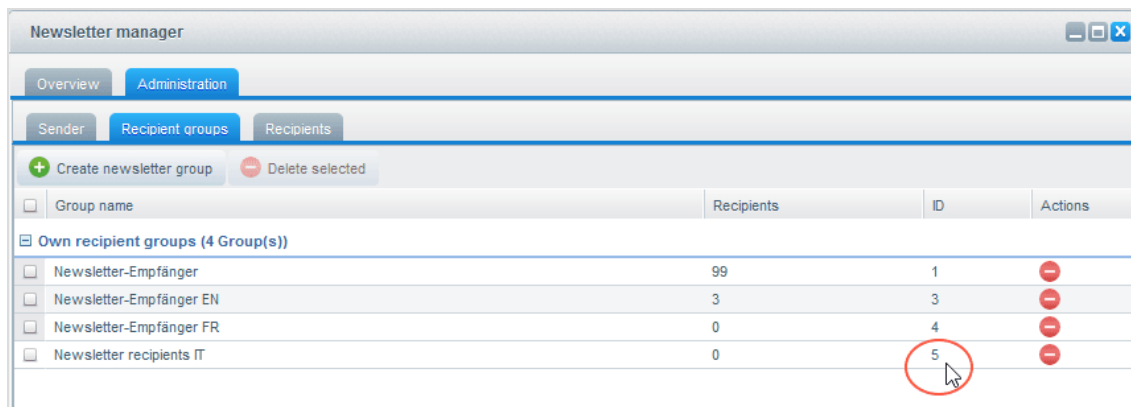 Newsletter manager
Overview Administration
Sender Recipient groups Recipients
Create newsletter group Delete selected
Group name Recipients ID Actions
Own recipient groups (4 Group(s))
Newsletter-Empfänger 99 1
Newsletter-Empfänger EN 3 3
Newsletter-Empfänger FR 0 4
Newsletter recipients IT 0 5